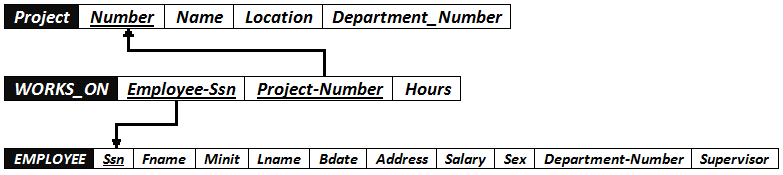 Project Number Name Location Department_Number
WORKS_ON Employee-Ssn Project-Number Hours
EMPLOYEE Ssn Fname Minit Lname Bdate Address Salary Sex Department-Number Supervisor